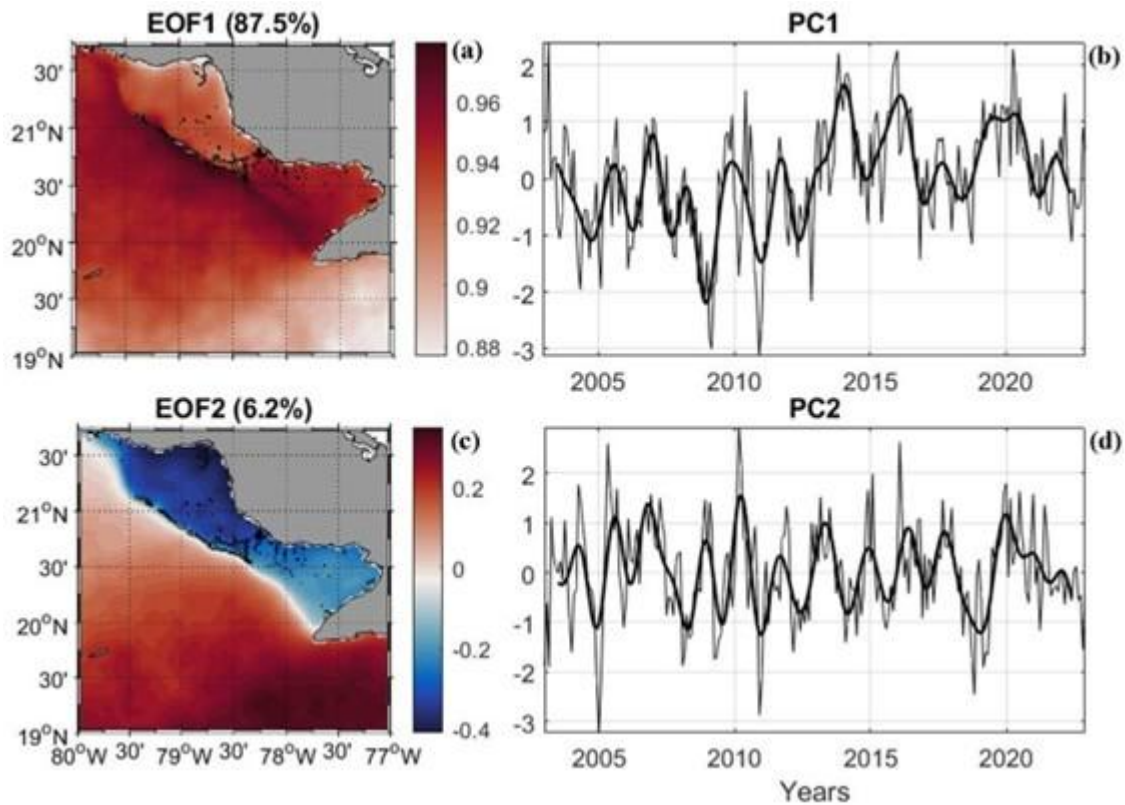 EOF1 (87.5%)
(a)
30'
21°N
30'
20°N
30'
19°N
0.96
0.94
0.92
0.9
0.88
PC1
(b)
2
1
0
-1
-2
-3
2005 2010 2015 2020
EOF2 (6.2%)
(c)
30'
21°N
30'
20°N
30'
19°N
80°W 30' 79°W 30' 78°W 30' 77°W
0.2
0
-0.2
-0.4
PC2
(d)
2
1
0
-1
-2
-3
2005 2010 2015 2020
Years